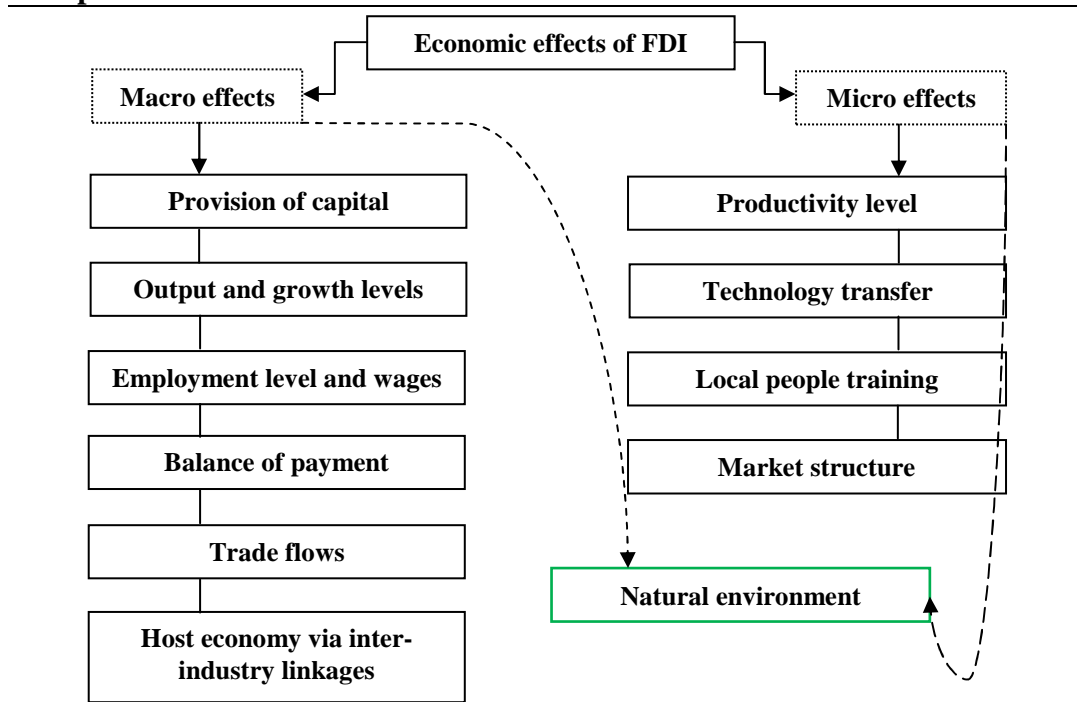 Economic effects of FDI
Macro effects
Micro effects
Provision of capital
Productivity level
Output and growth levels
Technology transfer
Employment level and wages
Local people training
Balance of payment
Market structure
Trade flows
Natural environment
Host economy via inter-
industry linkages